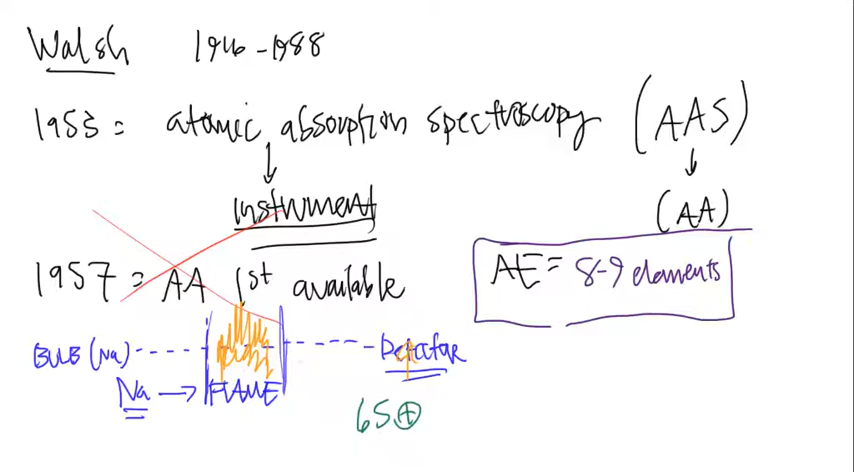 Walsh 1916-1988
1953 = atomic absorption spectroscopy (AAS)
instrument
(AA)
1957 = AA 1st available
AE = 8-9 elements
BULB (Na) Detector
Na → FLAME
65 +